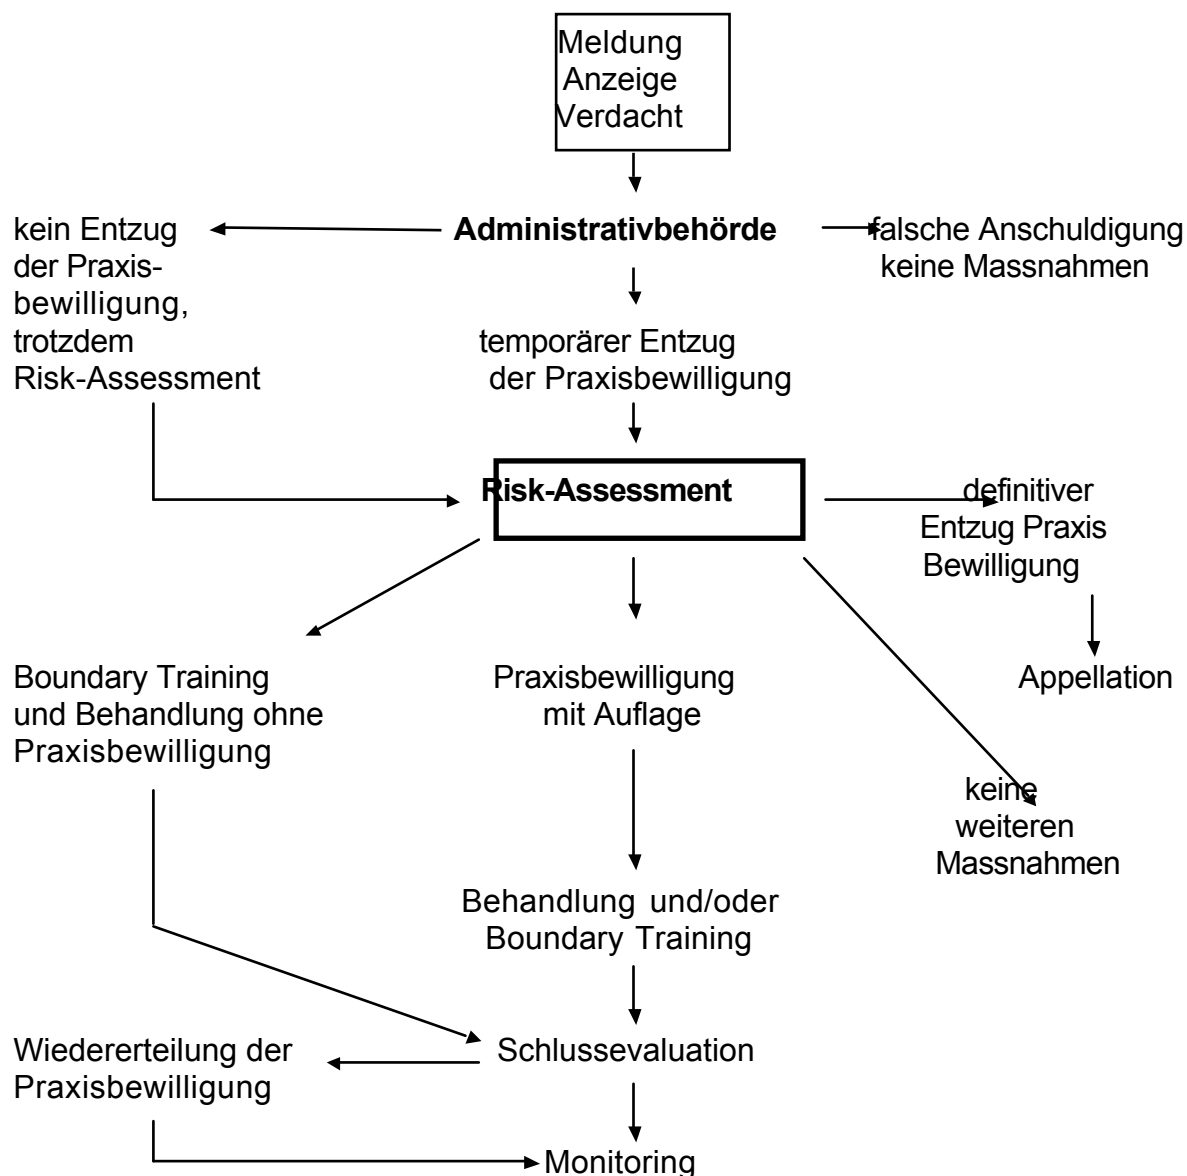 Meldung
Anzeige
Verdacht
kein Entzug
der Praxis-
bewilligung,
trotzdem
Risk-Assessment
Administrativbehörde
falsche Anschuldigung
keine Massnahmen
temporärer Entzug
der Praxisbewilligung
Risk-Assessment
definitiver
Entzug Praxis
Bewilligung
Boundary Training
und Behandlung ohne
Praxisbewilligung
Praxisbewilligung
mit Auflage
Appellation
keine
weiteren
Massnahmen
Behandlung und/oder
Boundary Training
Wiedererteilung der
Praxisbewilligung
Schlussevaluation
Monitoring